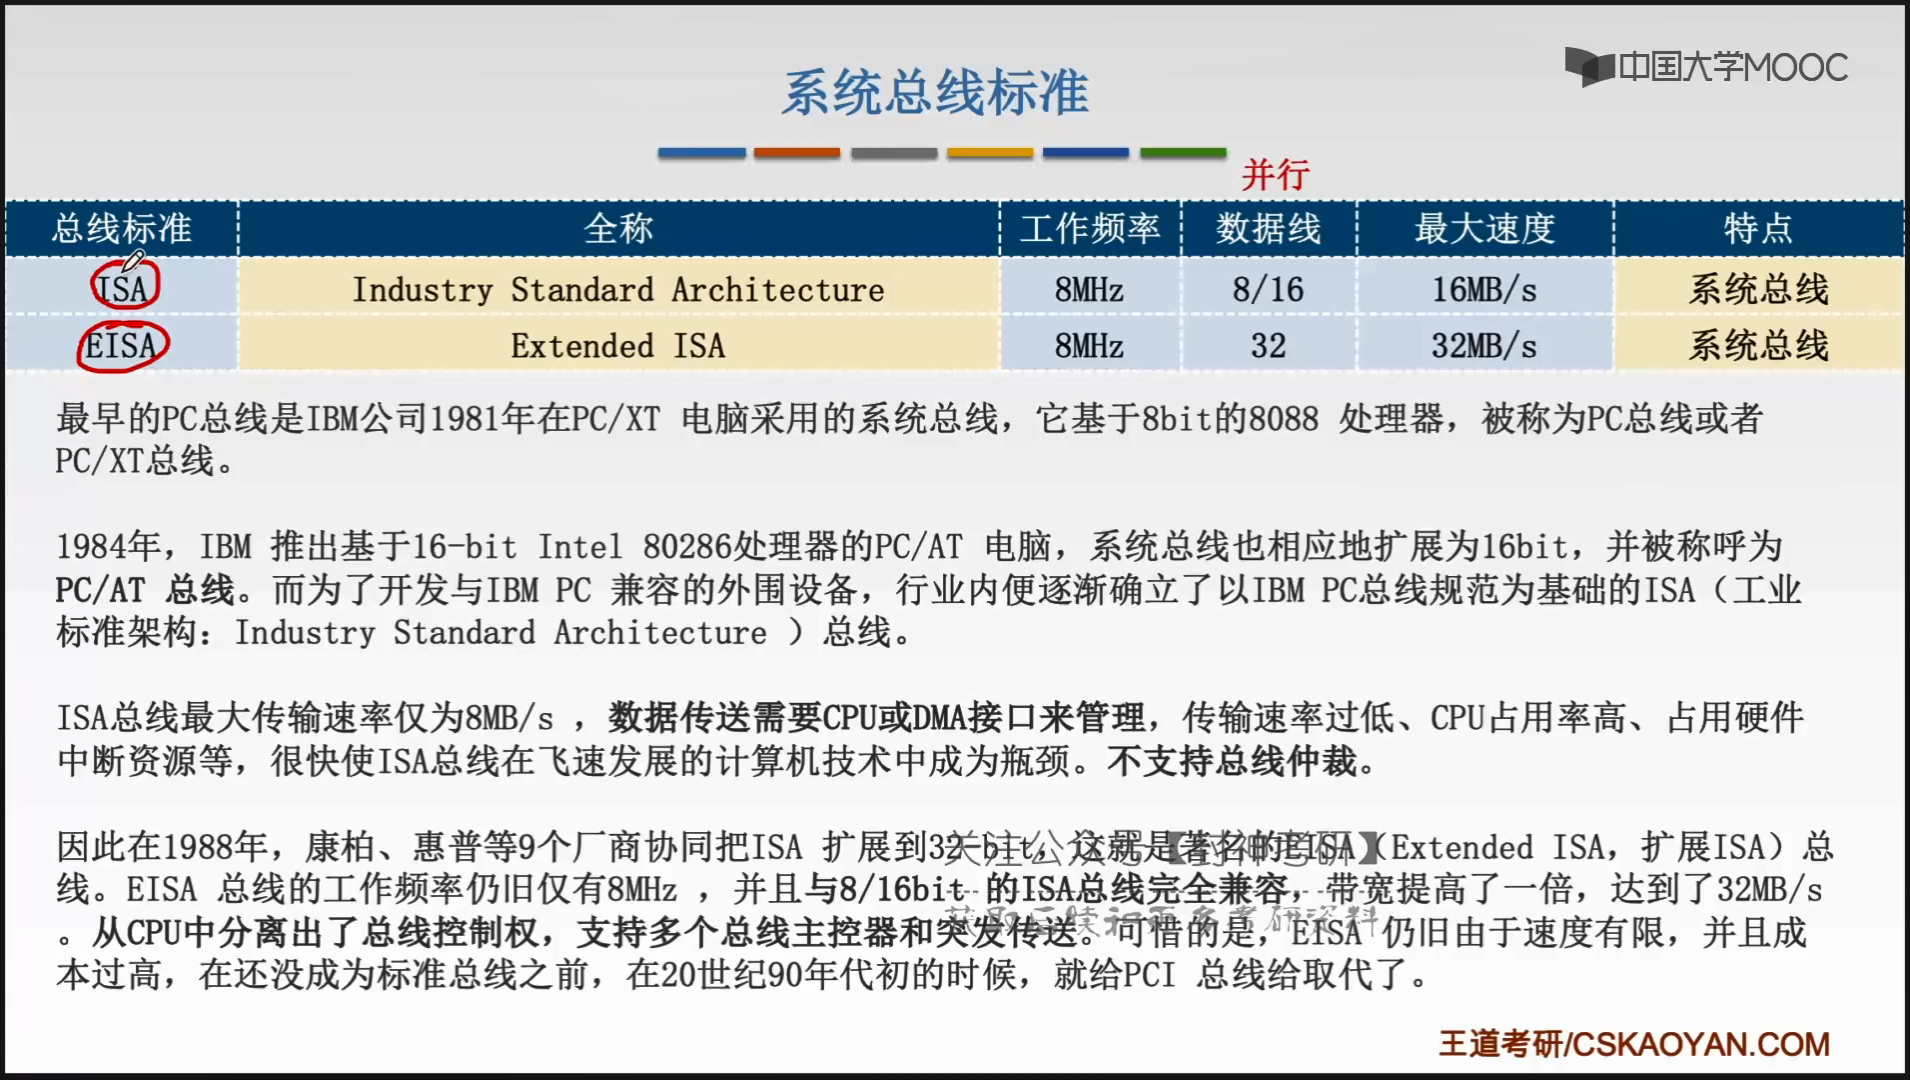 中国大学MOOC
系统总线标准
并行
总线标准 全称 工作频率 数据线 最大速度 特点
ISA Industry Standard Architecture 8MHz 8/16 16MB/s 系统总线
EISA Extended ISA 8MHz 32 32MB/s 系统总线
最早的PC总线是IBM公司1981年在PC/XT 电脑采用的系统总线，它基于8bit的8088 处理器，被称为PC总线或者
PC/XT总线。
1984年，IBM 推出基于16-bit Intel 80286处理器的PC/AT 电脑，系统总线也相应地扩展为16bit，并被称呼为
PC/AT 总线。而为了开发与IBM PC 兼容的外围设备，行业内便逐渐确立了以IBM PC总线规范为基础的ISA（工业
标准架构：Industry Standard Architecture ）总线。
ISA总线最大传输速率仅为8MB/s ，数据传送需要CPU或DMA接口来管理，传输速率过低、CPU占用率高、占用硬件
中断资源等，很快使ISA总线在飞速发展的计算机技术中成为瓶颈。不支持总线仲裁。
因此在1988年，康柏、惠普等9个厂商协同把ISA 扩展到32-bit，这就是著名的EISA（Extended ISA，扩展ISA）总
线。EISA 总线的工作频率仍旧仅有8MHz ，并且与8/16bit 的ISA总线完全兼容，带宽提高了一倍，达到了32MB/s
。从CPU中分离出了总线控制权，支持多个总线主控器和突发传送。可惜的是，EISA 仍旧由于速度有限，并且成
本过高，在还没成为标准总线之前，在20世纪90年代初的时候，就给PCI 总线给取代了。
关注公众号【封神考研】
王道考研/CSKAOYAN.COM